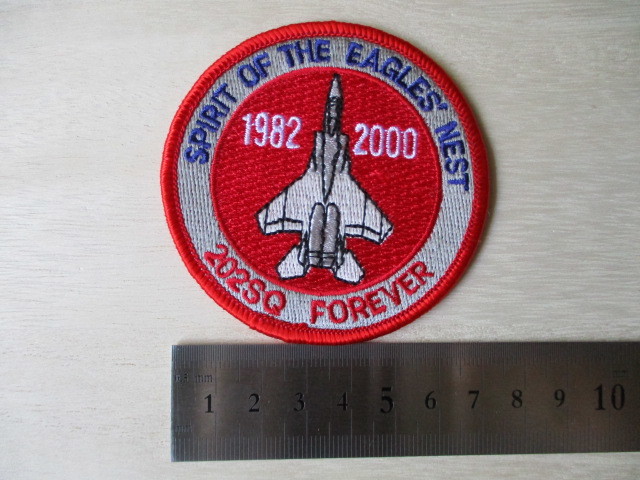 SPIRIT OF THE EAGLES' NEST
1982 2000
202SQ FOREVER
1 2 3 4 5 6 7 8 9 10